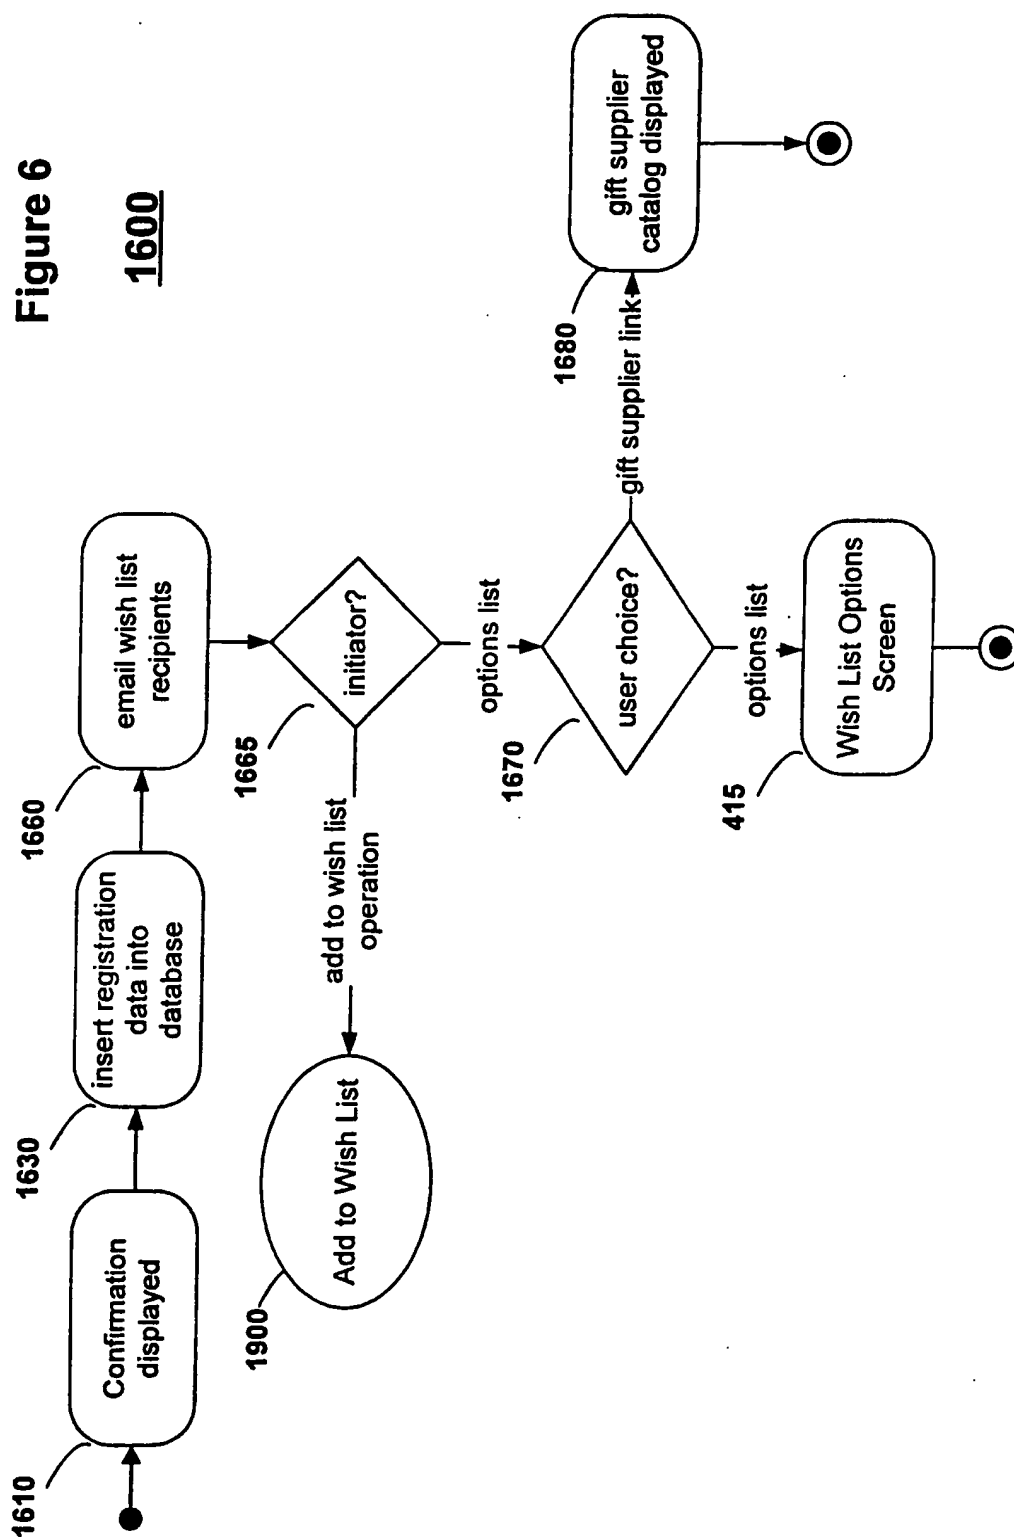 Figure 6
1600
1610
Confirmation
displayed
1630
insert registration
data into
database
1660
email wish list
recipients
1665
initiator?
add to wish list
operation
1900
Add to Wish List
options list
1670
user choice?
gift supplier link
1680
gift supplier
catalog displayed
options list
415
Wish List Options
Screen